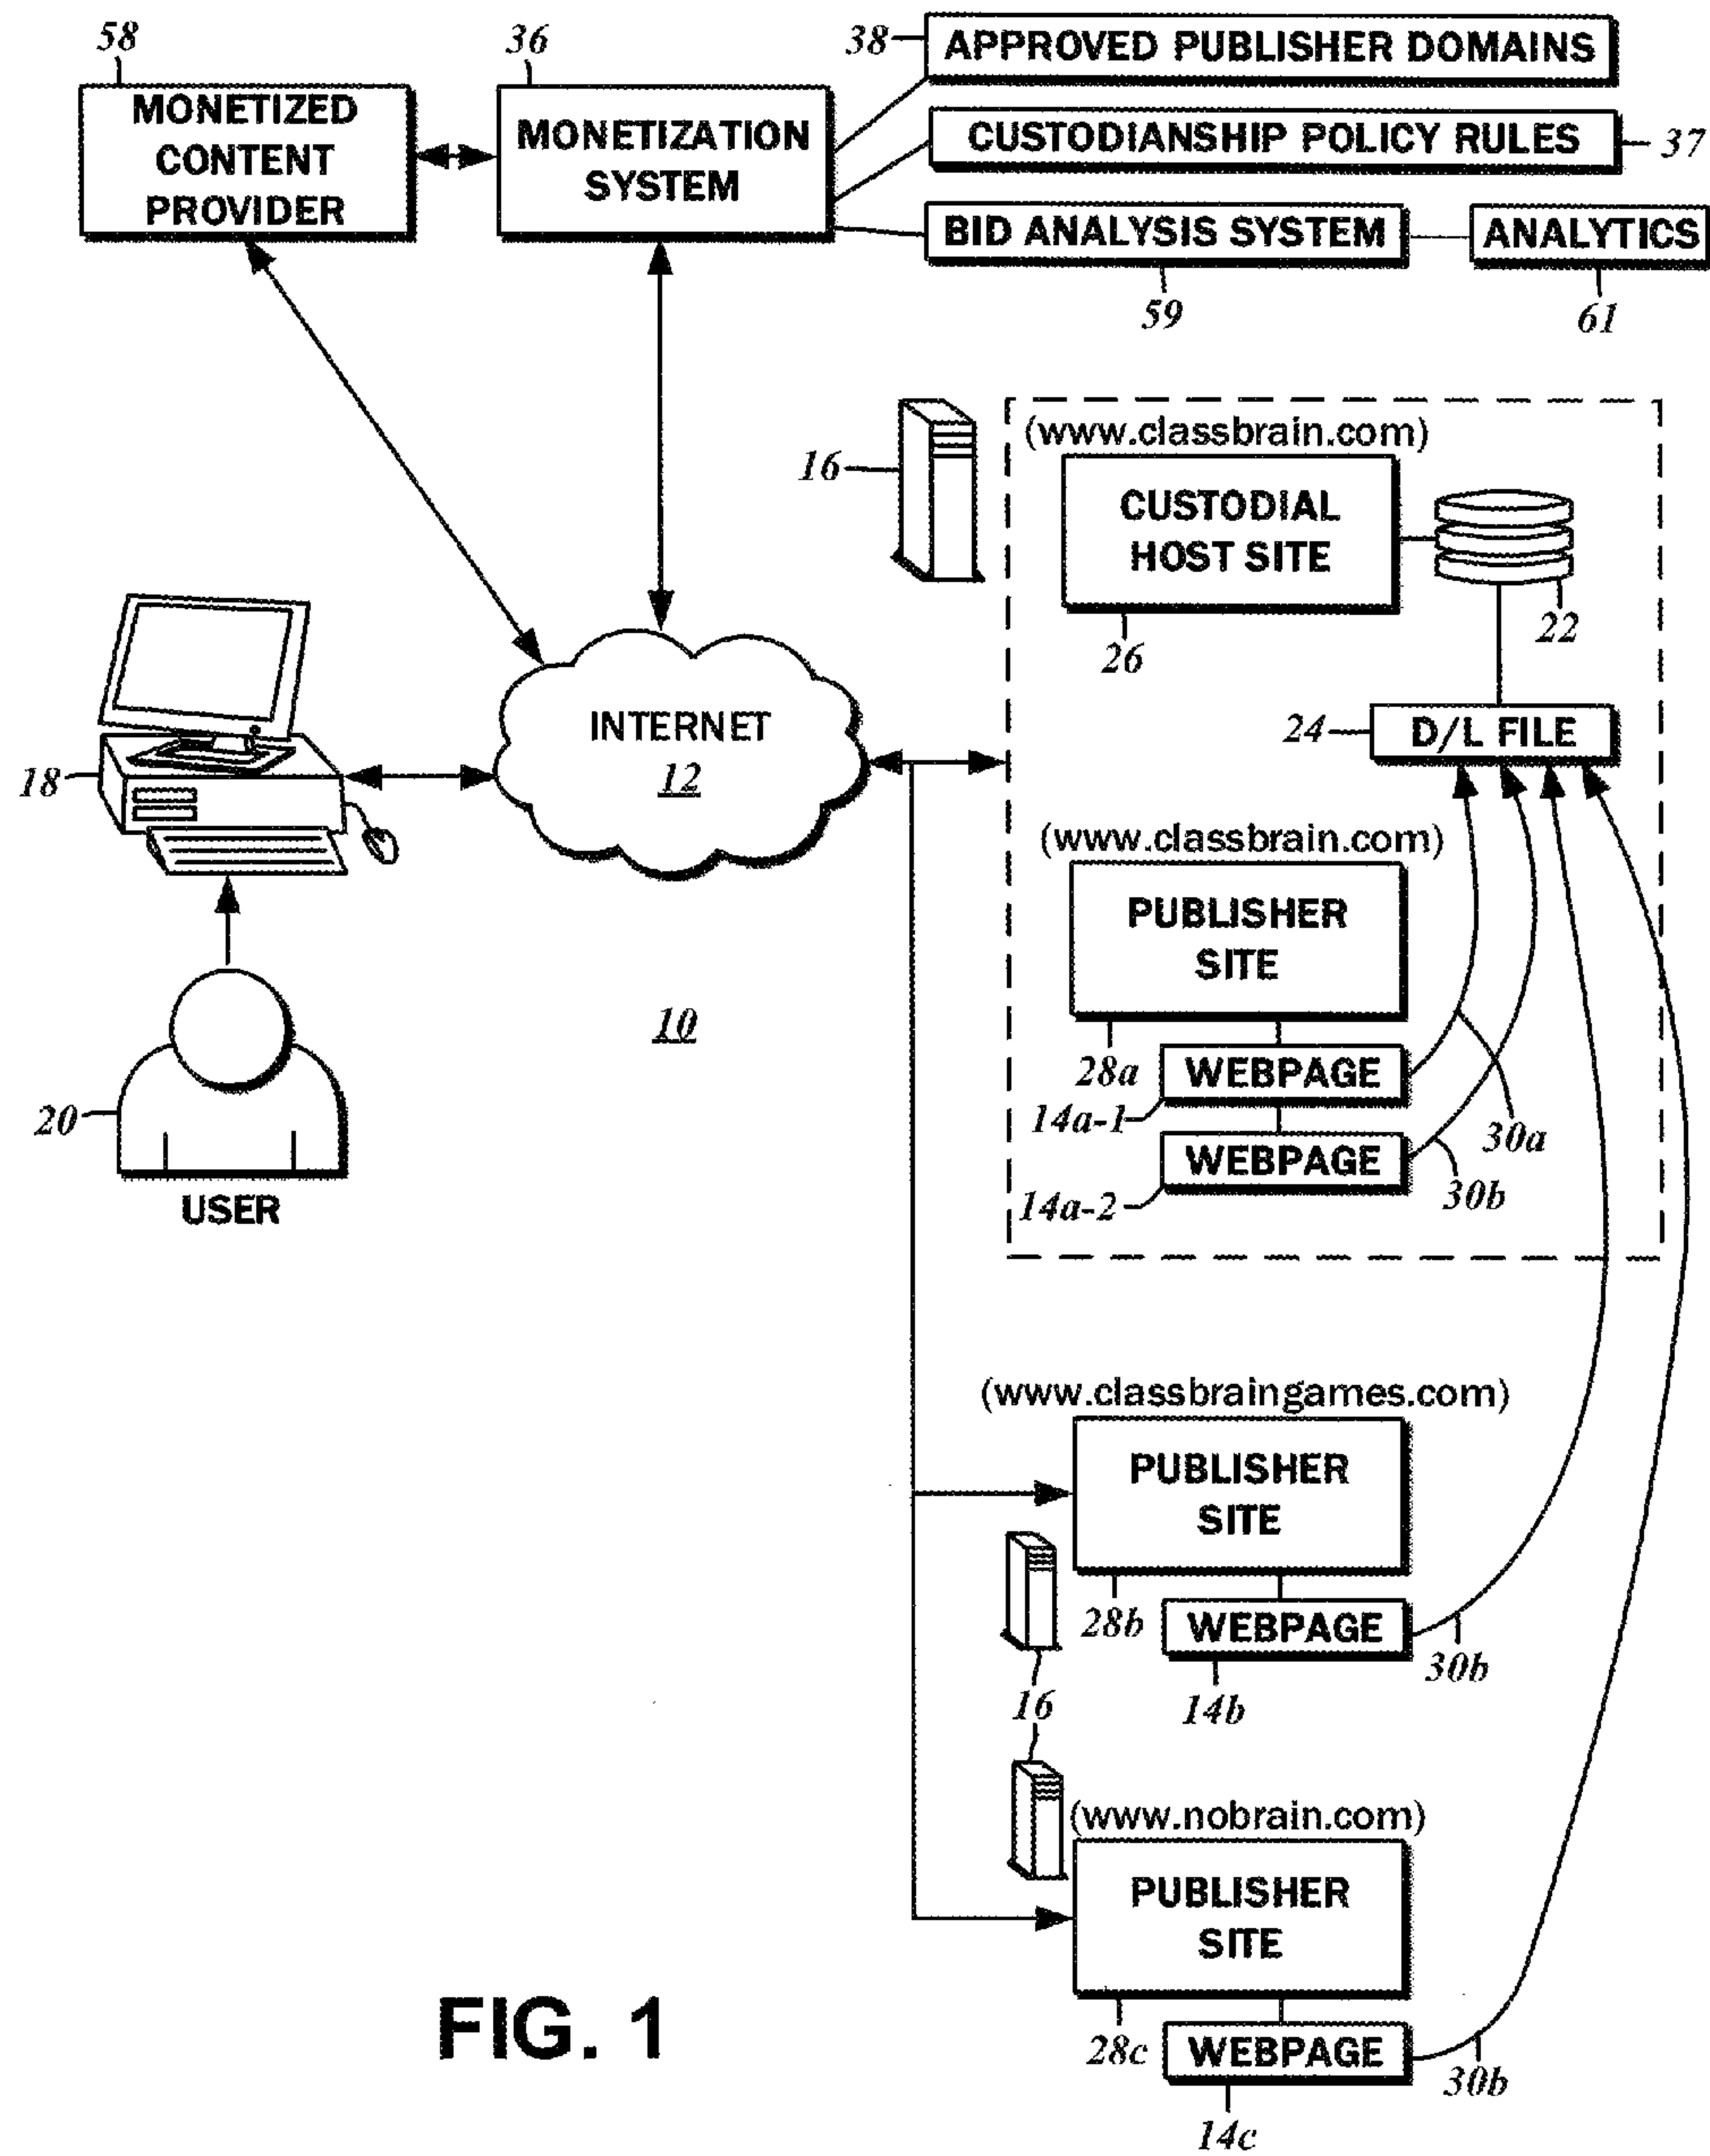 58
36
38
APPROVED PUBLISHER DOMAINS
MONETIZED
CONTENT
PROVIDER
MONETIZATION
SYSTEM
CUSTODIANSHIP POLICY RULES
37
BID ANALYSIS SYSTEM
ANALYTICS
59
61
16
(www.classbrain.com)
CUSTODIAL
HOST SITE
26
22
INTERNET
12
24
D/L FILE
18
(www.classbrain.com)
PUBLISHER
SITE
10
28a
WEBPAGE
14a-1
20
WEBPAGE
30a
14a-2
30b
USER
(www.classbraingames.com)
PUBLISHER
SITE
28b
WEBPAGE
30b
16
14b
(www.nobrain.com)
PUBLISHER
SITE
FIG. 1
28c
WEBPAGE
30b
14c